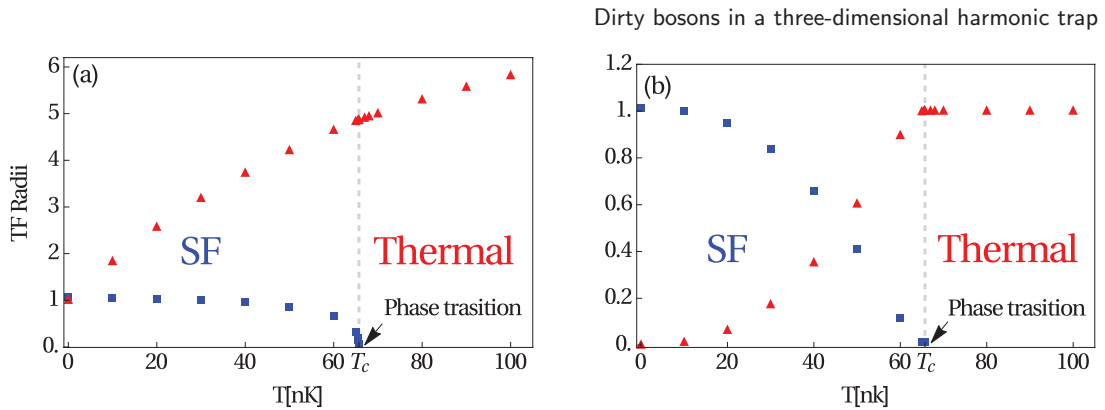 Dirty bosons in a three-dimensional harmonic trap
(a)
6
5
4
3
2
1
0.
TF Radii
SF
Thermal
Phase trasition
0 20 40 60 T_c 80 100
T[nK]
(b)
1.2
1.0
0.8
0.6
0.4
0.2
0.
SF
Thermal
Phase trasition
0 20 40 60 T_c 80 100
T[nk]